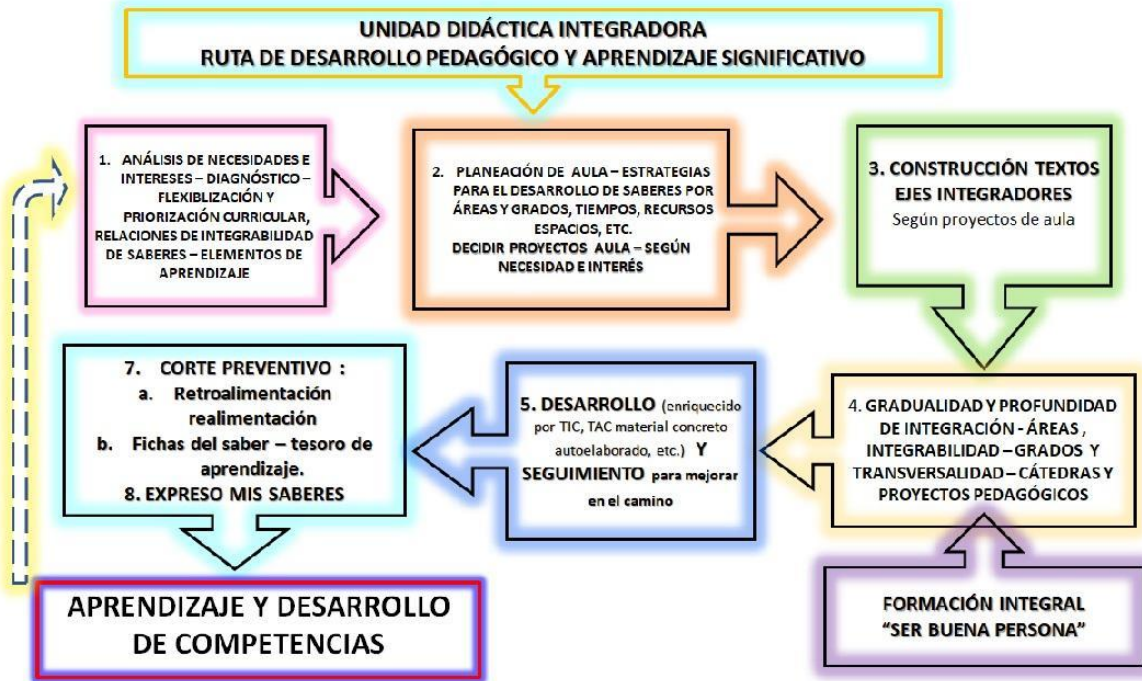 UNIDAD DIDÁCTICA INTEGRADORA
RUTA DE DESARROLLO PEDAGÓGICO Y APRENDIZAJE SIGNIFICATIVO
1. ANÁLISIS DE NECESIDADES E
INTERESES – DIAGNÓSTICO –
FLEXIBLIZACIÓN Y
PRIORIZACIÓN CURRICULAR,
RELACIONES DE INTEGRABILIDAD
DE SABERES – ELEMENTOS DE
APRENDIZAJE
2. PLANEACIÓN DE AULA – ESTRATEGIAS
PARA EL DESARROLLO DE SABERES POR
ÁREAS Y GRADOS, TIEMPOS, RECURSOS
ESPACIOS, ETC.
DECIDIR PROYECTOS AULA – SEGÚN
NECESIDAD E INTERÉS
3. CONSTRUCCIÓN TEXTOS
EJES INTEGRADORES
Según proyectos de aula
4. GRADUALIDAD Y PROFUNDIDAD
DE INTEGRACIÓN - ÁREAS ,
INTEGRABILIDAD – GRADOS Y
TRANSVERSALIDAD – CÁTEDRAS Y
PROYECTOS PEDAGÓGICOS
5. DESARROLLO (enriquecido
por TIC, TAC material concreto
autoelaborado, etc.) Y
SEGUIMIENTO para mejorar
en el camino
7. CORTE PREVENTIVO :
a. Retroalimentación
realimentación
b. Fichas del saber – tesoro de
aprendizaje.
8. EXPRESO MIS SABERES
APRENDIZAJE Y DESARROLLO
DE COMPETENCIAS
FORMACIÓN INTEGRAL
“SER BUENA PERSONA”